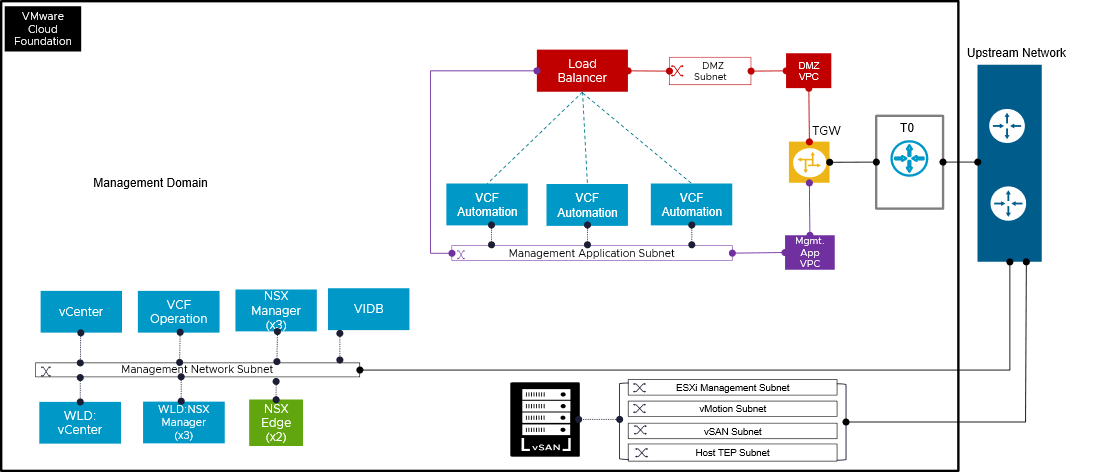 VMware
Cloud
Foundation
Upstream Network
Load
Balancer
DMZ
Subnet
DMZ
VPC
TGW
T0
Management Domain
VCF
Automation
VCF
Automation
VCF
Automation
Management Application Subnet
Mgmt.
App
VPC
vCenter
VCF
Operation
NSX
Manager
(x3)
VIDB
Management Network Subnet
WLD:
vCenter
WLD:NSX
Manager
(x3)
NSX
Edge
(x2)
vSAN
ESXi Management Subnet
vMotion Subnet
vSAN Subnet
Host TEP Subnet